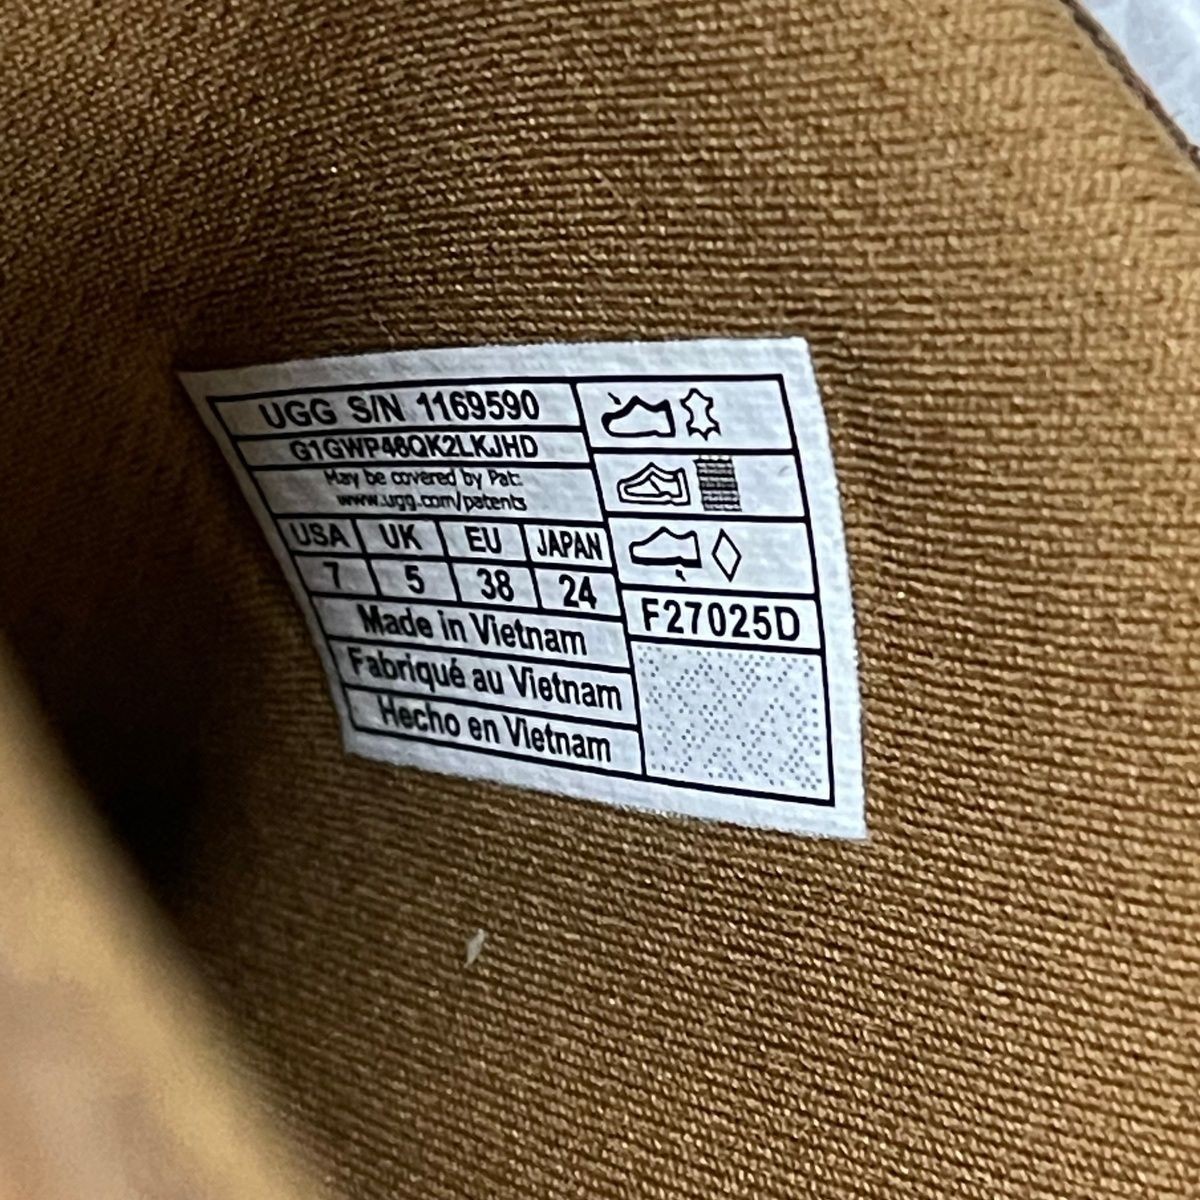 UGG S/N 1169590
G1GWP46QK2LKJHD
May be covered by Pat:
www.ugg.com/patents
USA UK EU JAPAN
7 5 38 24
Made in Vietnam
Fabriqué au Vietnam
Hecho en Vietnam
F27025D